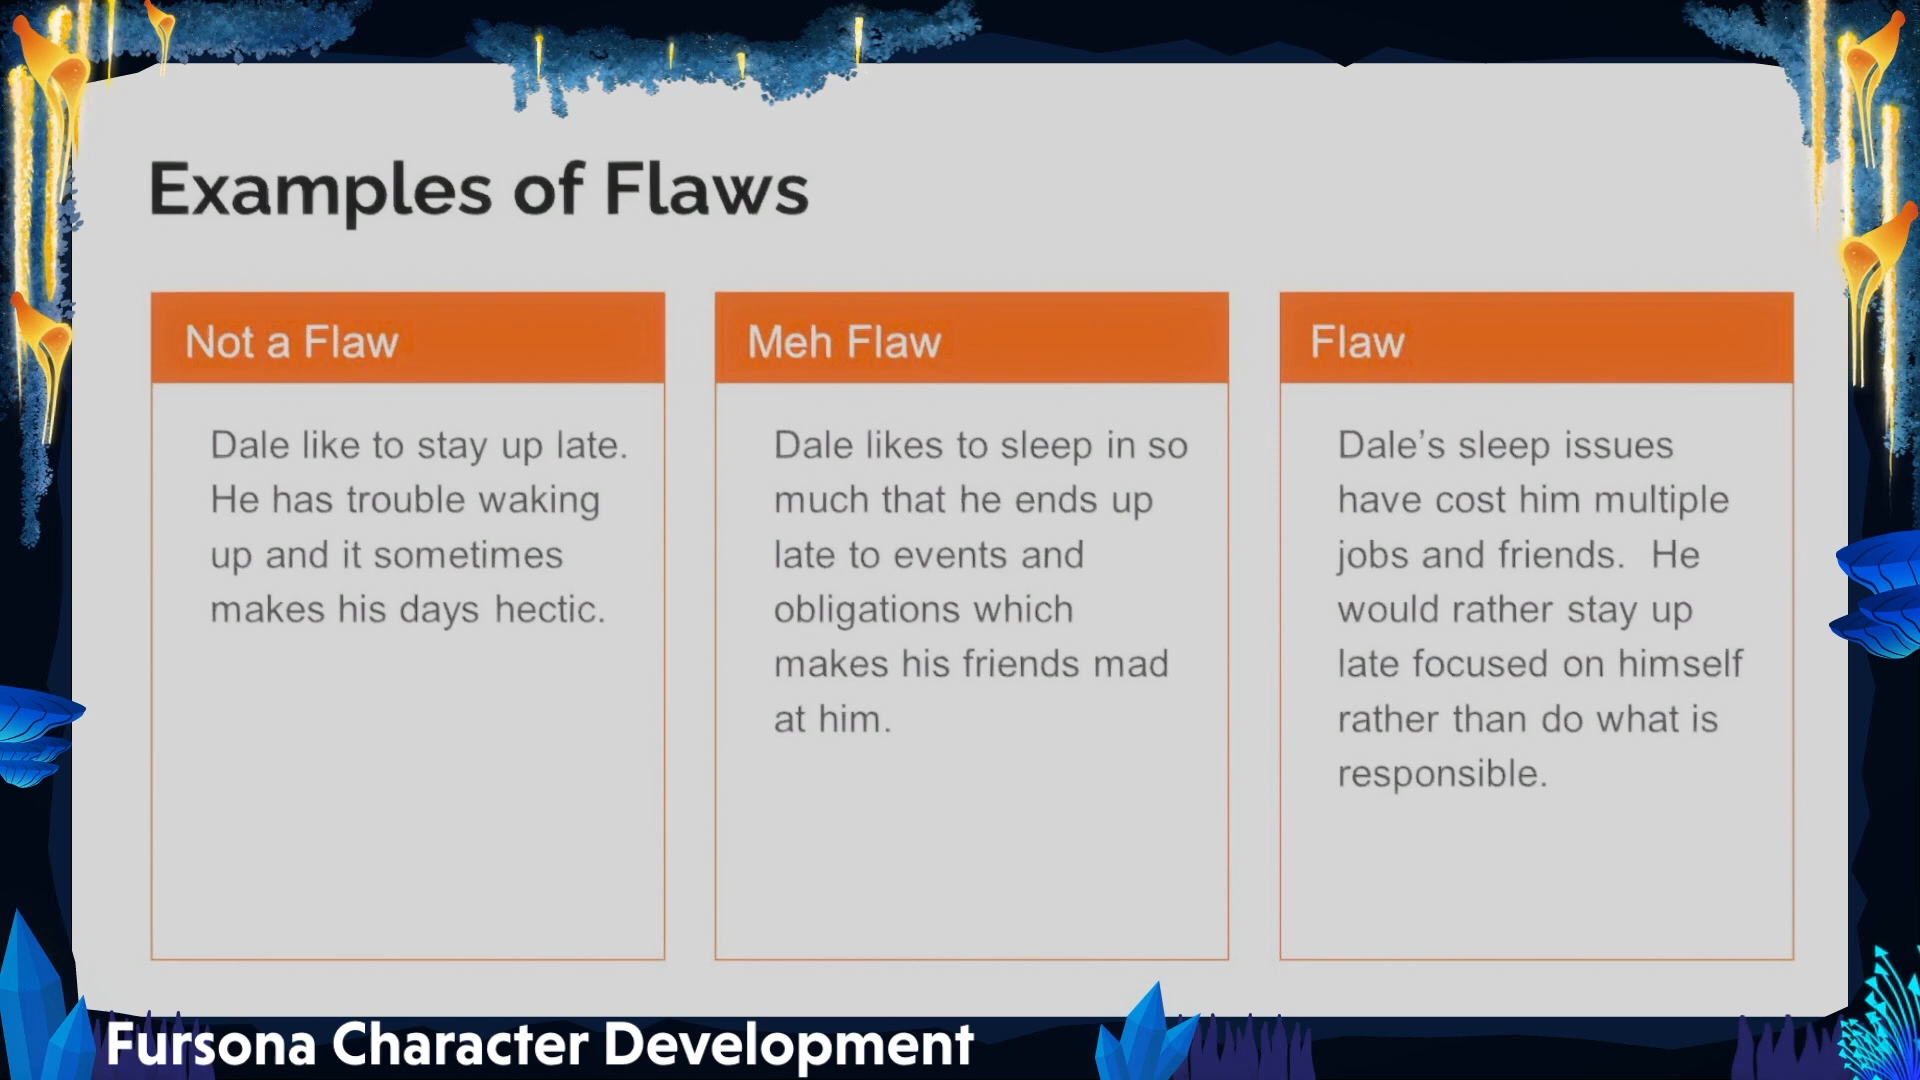 Examples of Flaws
Not a Flaw
Dale like to stay up late.
He has trouble waking
up and it sometimes
makes his days hectic.
Meh Flaw
Dale likes to sleep in so
much that he ends up
late to events and
obligations which
makes his friends mad
at him.
Flaw
Dale’s sleep issues
have cost him multiple
jobs and friends.  He
would rather stay up
late focused on himself
rather than do what is
responsible.
Fursona Character Development